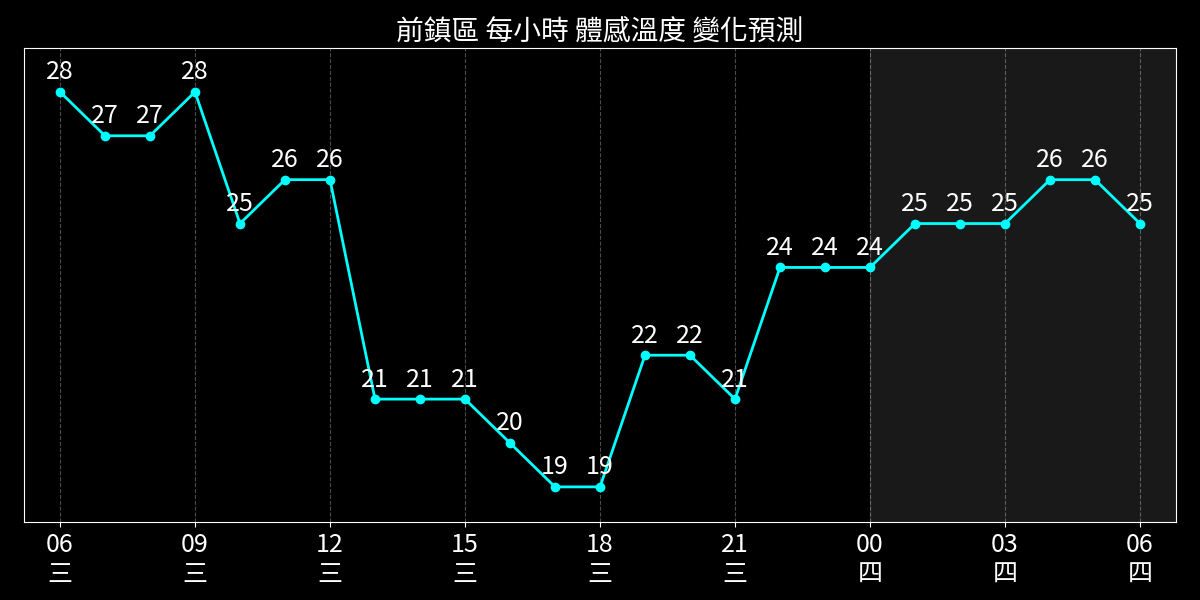 前鎮區 每小時 體感溫度 變化預測
28 27 27 28 25 26 26 21 21 21 20 19 19 22 22 21 24 24 24 25 25 25 26 26 25
06 09 12 15 18 21 00 03 06
三 三 三 三 三 三 四 四 四